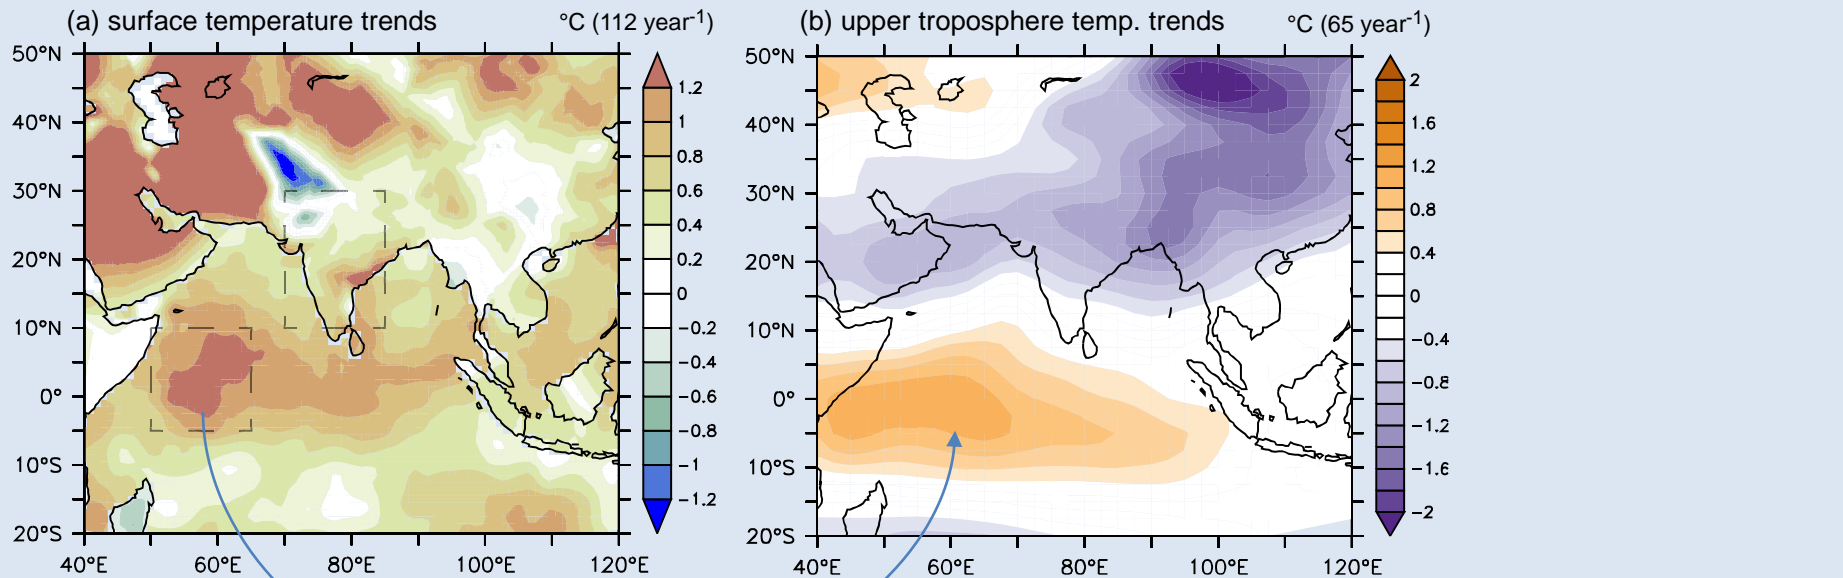 (a) surface temperature trends °C (112 year⁻¹)
50°N
40°N
30°N
20°N
10°N
0°
10°S
20°S
40°E 60°E 80°E 100°E 120°E
1.2
1
0.8
0.6
0.4
0.2
0
−0.2
−0.4
−0.6
−0.8
−1
−1.2
(b) upper troposphere temp. trends °C (65 year⁻¹)
50°N
40°N
30°N
20°N
10°N
0°
10°S
20°S
40°E 60°E 80°E 100°E 120°E
2
1.6
1.2
0.8
0.4
0
−0.4
−0.8
−1.2
−1.6
−2